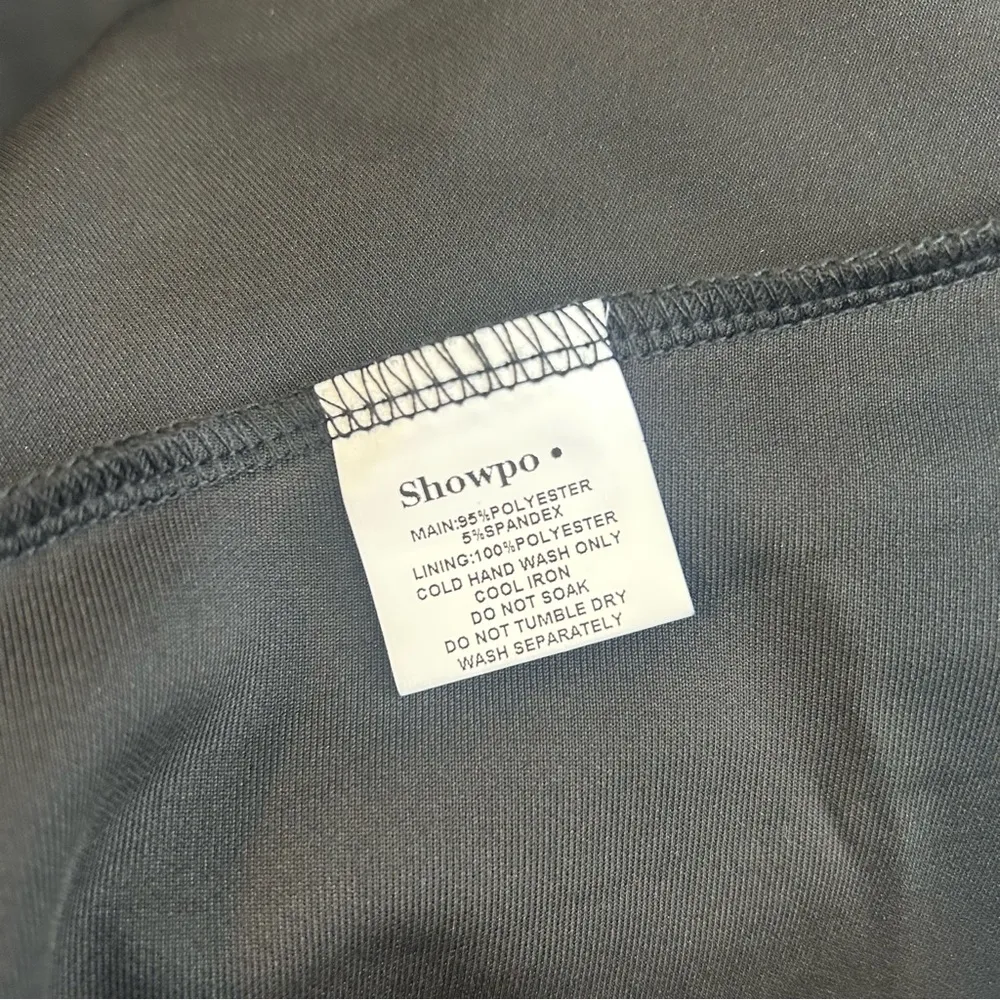 Showpo •
MAIN:95%POLYESTER
5%SPANDEX
LINING:100%POLYESTER
COLD HAND WASH ONLY
COOL IRON
DO NOT SOAK
DO NOT TUMBLE DRY
WASH SEPARATELY